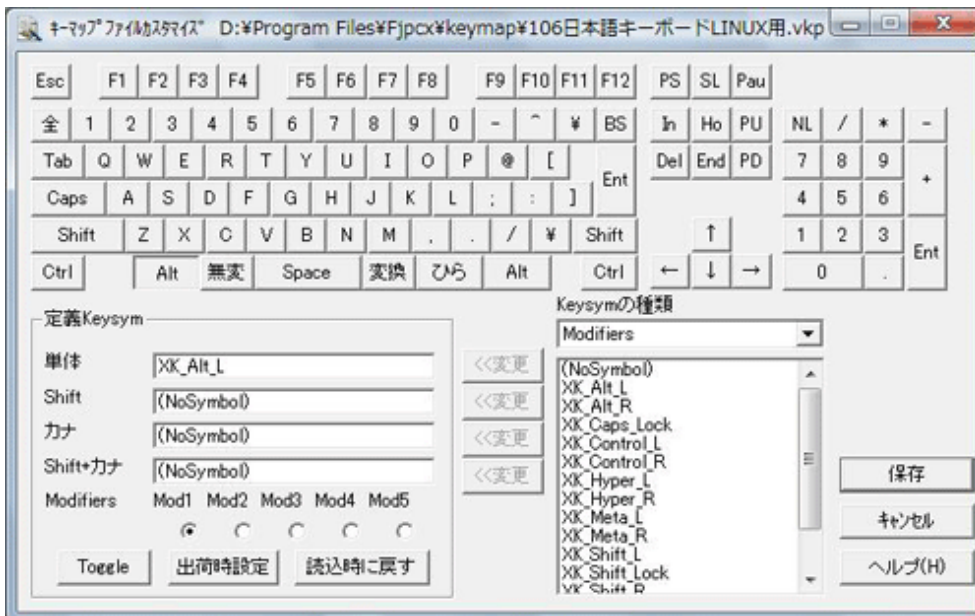 ｷｰﾏｯﾌﾟﾌｧｲﾙｶｽﾀﾏｲｽﾞ D:¥Program Files¥Fjpcx¥keymap¥106日本語キーボードLINUX用.vkp
Esc F1 F2 F3 F4 F5 F6 F7 F8 F9 F10 F11 F12 PS SL Pau
全 1 2 3 4 5 6 7 8 9 0 - ^ ¥ BS In Ho PU NL / * -
Tab Q W E R T Y U I O P @ [ Ent Del End PD 7 8 9 +
Caps A S D F G H J K L ; : ] 4 5 6
Shift Z X C V B N M , . / ¥ Shift ↑ 1 2 3 Ent
Ctrl Alt 無変 Space 変換 ひら Alt Ctrl ← ↓ → 0 .
定義Keysym
単体 XK_Alt_L <<変更
Shift (NoSymbol) <<変更
カナ (NoSymbol) <<変更
Shift+カナ (NoSymbol) <<変更
Modifiers Mod1 Mod2 Mod3 Mod4 Mod5
Toggle 出荷時設定 読込時に戻す
Keysymの種類
Modifiers
(NoSymbol)
XK_Alt_L
XK_Alt_R
XK_Caps_Lock
XK_Control_L
XK_Control_R
XK_Hyper_L
XK_Hyper_R
XK_Meta_L
XK_Meta_R
XK_Shift_L
XK_Shift_Lock
XK_Shift_R
保存
ｷｬﾝｾﾙ
ヘルプ(H)